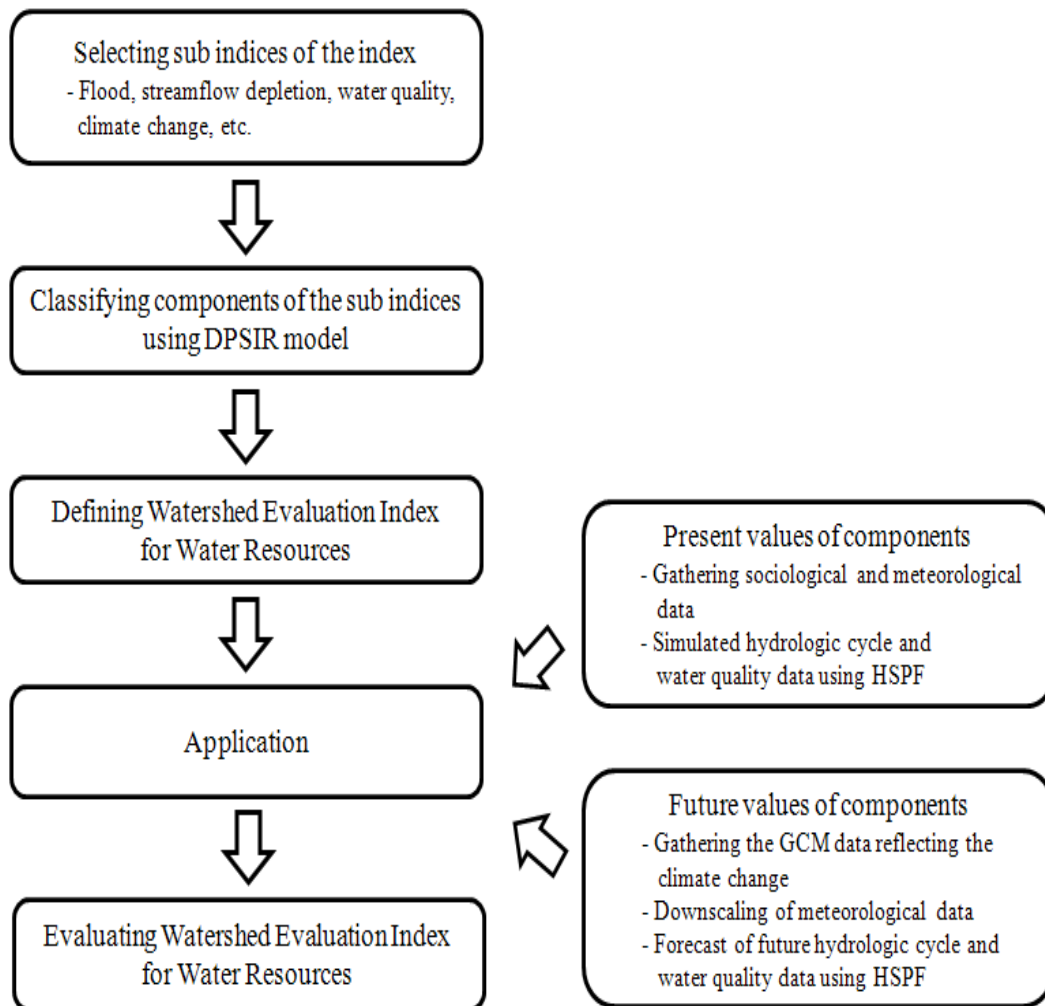 Selecting sub indices of the index
- Flood, streamflow depletion, water quality,
climate change, etc.
Classifying components of the sub indices
using DPSIR model
Defining Watershed Evaluation Index
for Water Resources
Present values of components
- Gathering sociological and meteorological
data
- Simulated hydrologic cycle and
water quality data using HSPF
Application
Future values of components
- Gathering the GCM data reflecting the
climate change
- Downscaling of meteorological data
- Forecast of future hydrologic cycle and
water quality data using HSPF
Evaluating Watershed Evaluation Index
for Water Resources